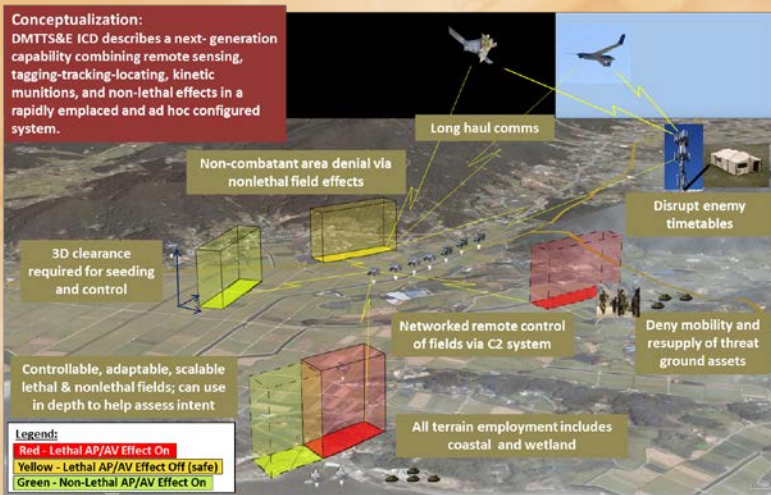 Conceptualization:
DMTTS&E ICD describes a next- generation
capability combining remote sensing,
tagging-tracking-locating, kinetic
munitions, and non-lethal effects in a
rapidly emplaced and ad hoc configured
system.
Long haul comms
Non-combatant area denial via
nonlethal field effects
Disrupt enemy
timetables
3D clearance
required for seeding
and control
Networked remote control
of fields via C2 system
Deny mobility and
resupply of threat
ground assets
Controllable, adaptable, scalable
lethal & nonlethal fields; can use
in depth to help assess intent
All terrain employment includes
coastal and wetland
Legend:
Red - Lethal AP/AV Effect On
Yellow - Lethal AP/AV Effect Off (safe)
Green - Non-Lethal AP/AV Effect On